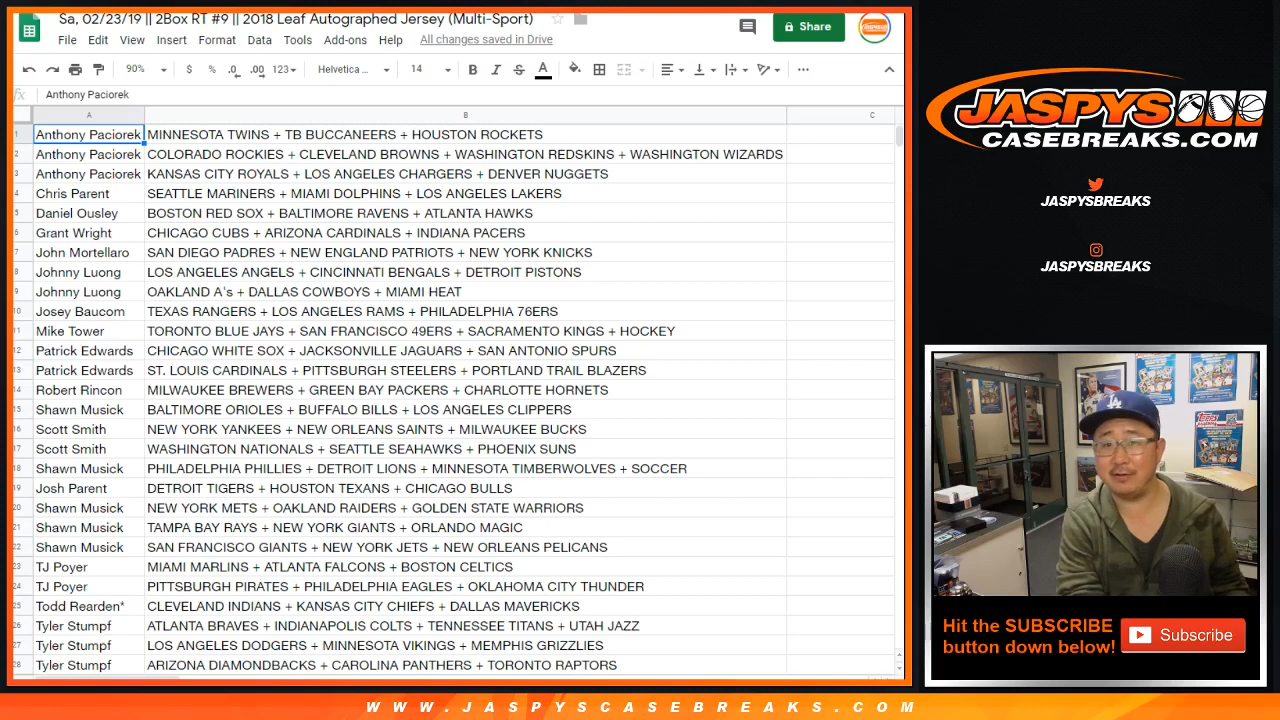 Sa, 02/23/19 || 2Box RT #9 || 2018 Leaf Autographed Jersey (Multi-Sport)
File Edit View Insert Format Data Tools Add-ons Help All changes saved in Drive
Share
90% $ % .0 .00 123 Helvetica ... 14 B I S A
fx Anthony Paciorek
A B C
1 Anthony Paciorek MINNESOTA TWINS + TB BUCCANEERS + HOUSTON ROCKETS
2 Anthony Paciorek COLORADO ROCKIES + CLEVELAND BROWNS + WASHINGTON REDSKINS + WASHINGTON WIZARDS
3 Anthony Paciorek KANSAS CITY ROYALS + LOS ANGELES CHARGERS + DENVER NUGGETS
4 Chris Parent SEATTLE MARINERS + MIAMI DOLPHINS + LOS ANGELES LAKERS
5 Daniel Ousley BOSTON RED SOX + BALTIMORE RAVENS + ATLANTA HAWKS
6 Grant Wright CHICAGO CUBS + ARIZONA CARDINALS + INDIANA PACERS
7 John Mortellaro SAN DIEGO PADRES + NEW ENGLAND PATRIOTS + NEW YORK KNICKS
8 Johnny Luong LOS ANGELES ANGELS + CINCINNATI BENGALS + DETROIT PISTONS
9 Johnny Luong OAKLAND A's + DALLAS COWBOYS + MIAMI HEAT
10 Josey Baucom TEXAS RANGERS + LOS ANGELES RAMS + PHILADELPHIA 76ERS
11 Mike Tower TORONTO BLUE JAYS + SAN FRANCISCO 49ERS + SACRAMENTO KINGS + HOCKEY
12 Patrick Edwards CHICAGO WHITE SOX + JACKSONVILLE JAGUARS + SAN ANTONIO SPURS
13 Patrick Edwards ST. LOUIS CARDINALS + PITTSBURGH STEELERS + PORTLAND TRAIL BLAZERS
14 Robert Rincon MILWAUKEE BREWERS + GREEN BAY PACKERS + CHARLOTTE HORNETS
15 Shawn Musick BALTIMORE ORIOLES + BUFFALO BILLS + LOS ANGELES CLIPPERS
16 Scott Smith NEW YORK YANKEES + NEW ORLEANS SAINTS + MILWAUKEE BUCKS
17 Scott Smith WASHINGTON NATIONALS + SEATTLE SEAHAWKS + PHOENIX SUNS
18 Shawn Musick PHILADELPHIA PHILLIES + DETROIT LIONS + MINNESOTA TIMBERWOLVES + SOCCER
19 Josh Parent DETROIT TIGERS + HOUSTON TEXANS + CHICAGO BULLS
20 Shawn Musick NEW YORK METS + OAKLAND RAIDERS + GOLDEN STATE WARRIORS
21 Shawn Musick TAMPA BAY RAYS + NEW YORK GIANTS + ORLANDO MAGIC
22 Shawn Musick SAN FRANCISCO GIANTS + NEW YORK JETS + NEW ORLEANS PELICANS
23 TJ Poyer MIAMI MARLINS + ATLANTA FALCONS + BOSTON CELTICS
24 TJ Poyer PITTSBURGH PIRATES + PHILADELPHIA EAGLES + OKLAHOMA CITY THUNDER
25 Todd Rearden* CLEVELAND INDIANS + KANSAS CITY CHIEFS + DALLAS MAVERICKS
26 Tyler Stumpf ATLANTA BRAVES + INDIANAPOLIS COLTS + TENNESSEE TITANS + UTAH JAZZ
27 Tyler Stumpf LOS ANGELES DODGERS + MINNESOTA VIKINGS + MEMPHIS GRIZZLIES
28 Tyler Stumpf ARIZONA DIAMONDBACKS + CAROLINA PANTHERS + TORONTO RAPTORS
JASPYS
CASEBREAKS.COM
JASPYSBREAKS
JASPYSBREAKS
Topps
LA
Hit the SUBSCRIBE
button down below!
Subscribe
WWW.JASPYSCASEBREAKS.COM